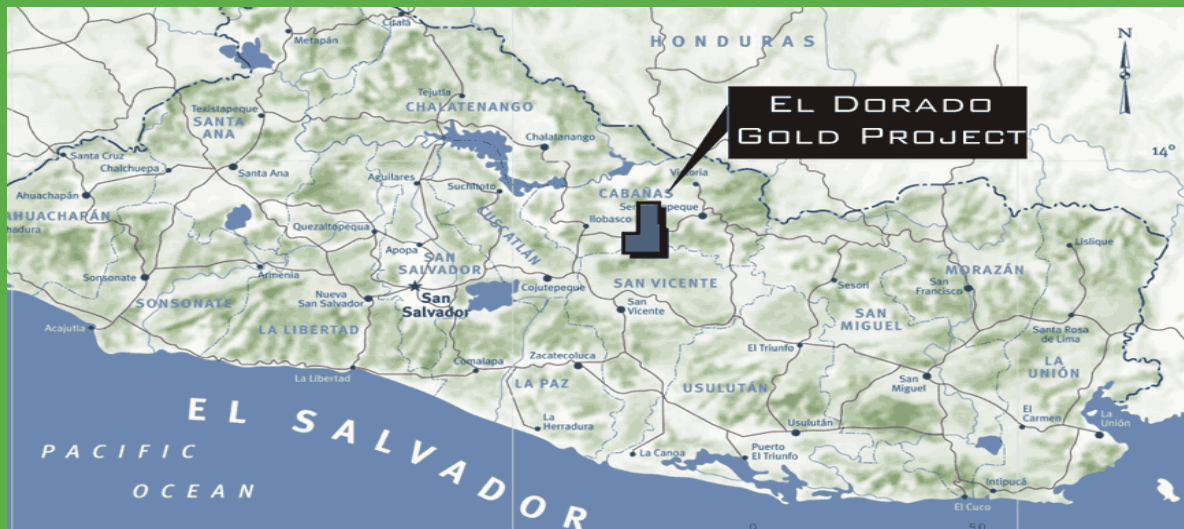 Citalá
Metapán
HONDURAS
N
EL DORADO
GOLD PROJECT
14°
Tejutla
CHALATENANGO
Texistepeque
SANTA
ANA
Chalatanango
Santa Cruz
Chalchuepa
Santa Ana
Aguilares
Suchitoto
CABAÑAS
Victoria
Ahuachapán
AHUACHARÁN
Ilobasco
CUSCATLÁN
Quezaltopequa
Apopa
SAN
SALVADOR
Armenia
Sonsonate
SONSONATE
Nueva
San Salvador
San
Salvador
Cojutepeque
SAN VICENTE
San
Vicente
Sesori
SAN
MIGUEL
MORAZÁN
San
Francisco
Lislique
Santa Rosa
de Lima
Acajutla
LA LIBERTAD
La Libertad
Comalapa
Zacatecoluca
LA PAZ
El Triunfo
USULUTÁN
San
Miguel
LA
UNIÓN
El
Carmen
La
Unión
La
Herradura
La Canoa
Usulután
Puerto
El Triunfo
Intipucá
El Cuco
EL SALVADOR
PACIFIC
OCEAN